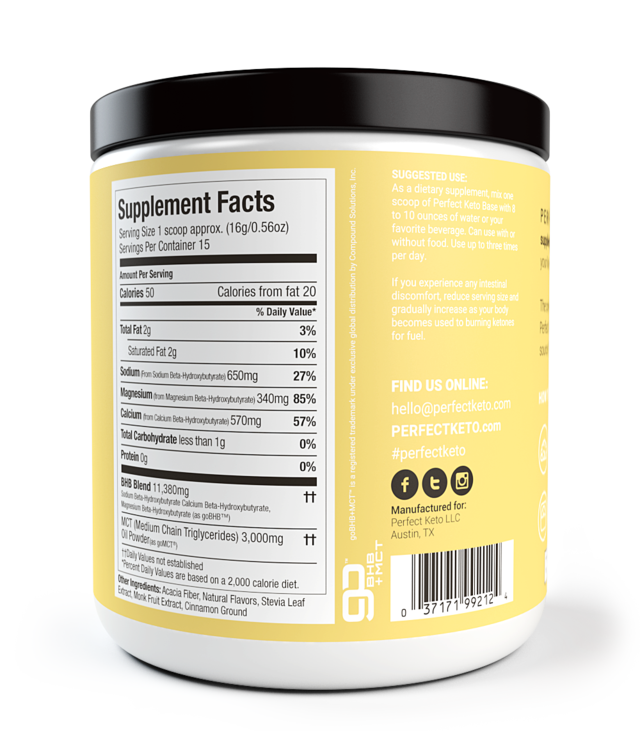 Supplement Facts
Serving Size 1 scoop approx. (16g/0.56oz)
Servings Per Container 15
Amount Per Serving
Calories 50 Calories from fat 20
% Daily Value*
Total Fat 2g 3%
Saturated Fat 2g 10%
Sodium (From Sodium Beta-Hydroxybutyrate) 650mg 27%
Magnesium (from Magnesium Beta-Hydroxybutyrate) 340mg 85%
Calcium (from Calcium Beta-Hydroxybutyrate) 570mg 57%
Total Carbohydrate less than 1g 0%
Protein 0g 0%
BHB Blend 11,380mg ††
Sodium Beta-Hydroxybutyrate Calcium Beta-Hydroxybutyrate,
Magnesium Beta-Hydroxybutyrate (as goBHB™)
MCT (Medium Chain Triglycerides) 3,000mg ††
Oil Powder (as goMCT®)
††Daily Values not established
*Percent Daily Values are based on a 2,000 calorie diet.
Other Ingredients: Acacia Fiber, Natural Flavors, Stevia Leaf
Extract, Monk Fruit Extract, Cinnamon Ground
goBHB+MCT™ is a registered trademark under exclusive global distribution by Compound Solutions, Inc.
go™
BHB
+MCT
SUGGESTED USE:
As a dietary supplement, mix one
scoop of Perfect Keto Base with 8
to 10 ounces of water or your
favorite beverage. Can use with or
without food. Use up to three times
per day.
If you experience any intestinal
discomfort, reduce serving size and
gradually increase as your body
becomes used to burning ketones
for fuel.
FIND US ONLINE:
hello@perfectketo.com
PERFECTKETO.com
#perfectketo
Manufactured for:
Perfect Keto LLC
Austin, TX
0 37171 99212 4